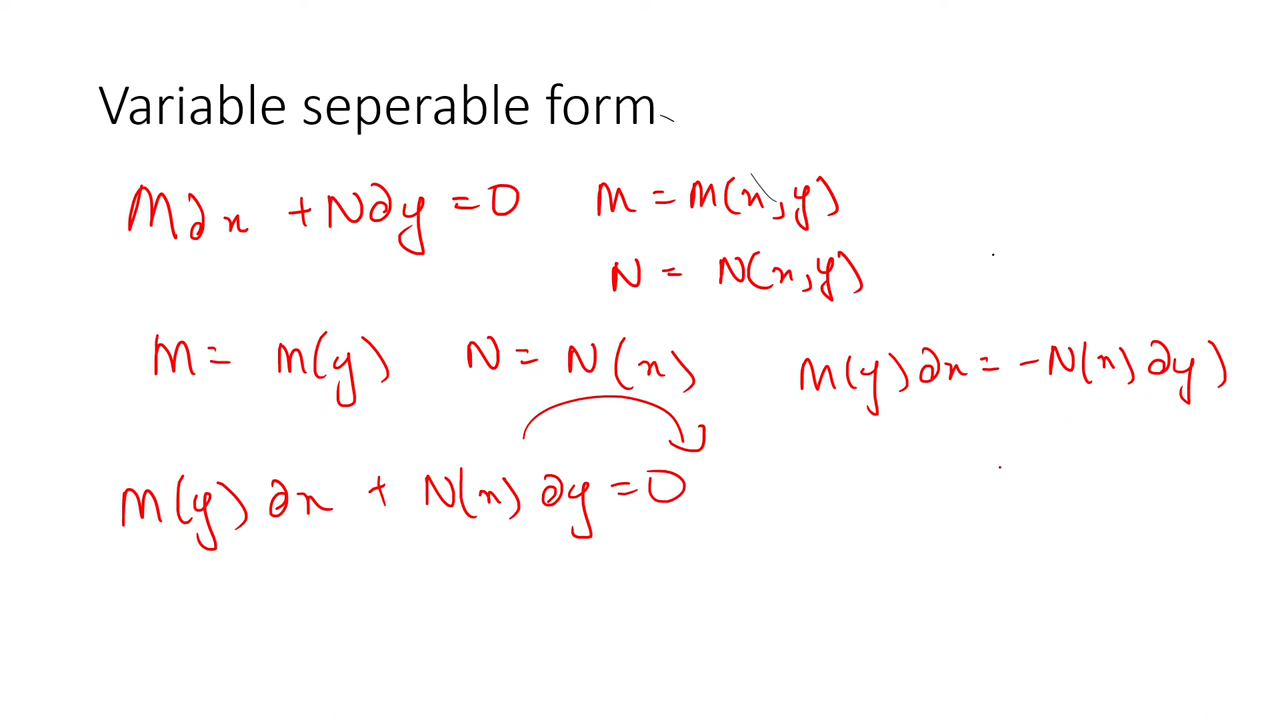 Variable seperable form
M∂x + N∂y = 0 M = M(x,y)
N = N(x,y)
M = M(y) N = N(x) M(y) ∂x = -N(x) ∂y)
M(y) ∂x + N(x) ∂y = 0